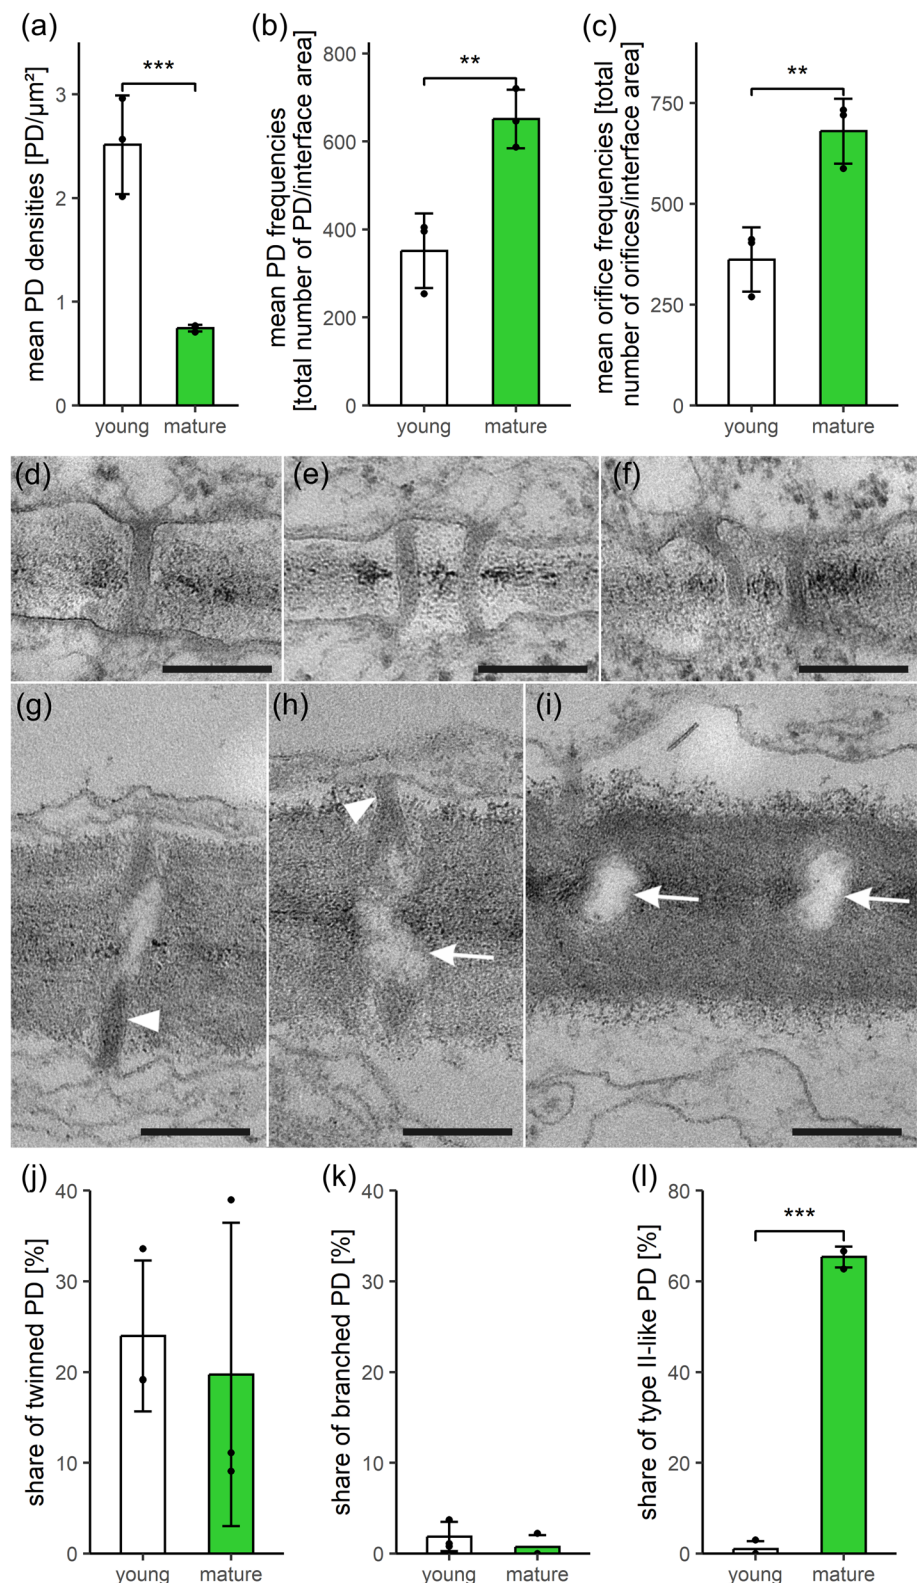 (a)
mean PD densities [PD/µm²]
3
2
1
0
***
young mature
(b)
mean PD frequencies
[total number of PD/interface area]
800
600
400
200
0
**
young mature
(c)
mean orifice frequencies [total
number of orifices/interface area]
750
500
250
0
**
young mature
(d)
(e)
(f)
(g)
(h)
(i)
(j)
share of twinned PD [%]
40
30
20
10
0
young mature
(k)
share of branched PD [%]
40
30
20
10
0
young mature
(l)
share of type II-like PD [%]
80
60
40
20
0
***
young mature